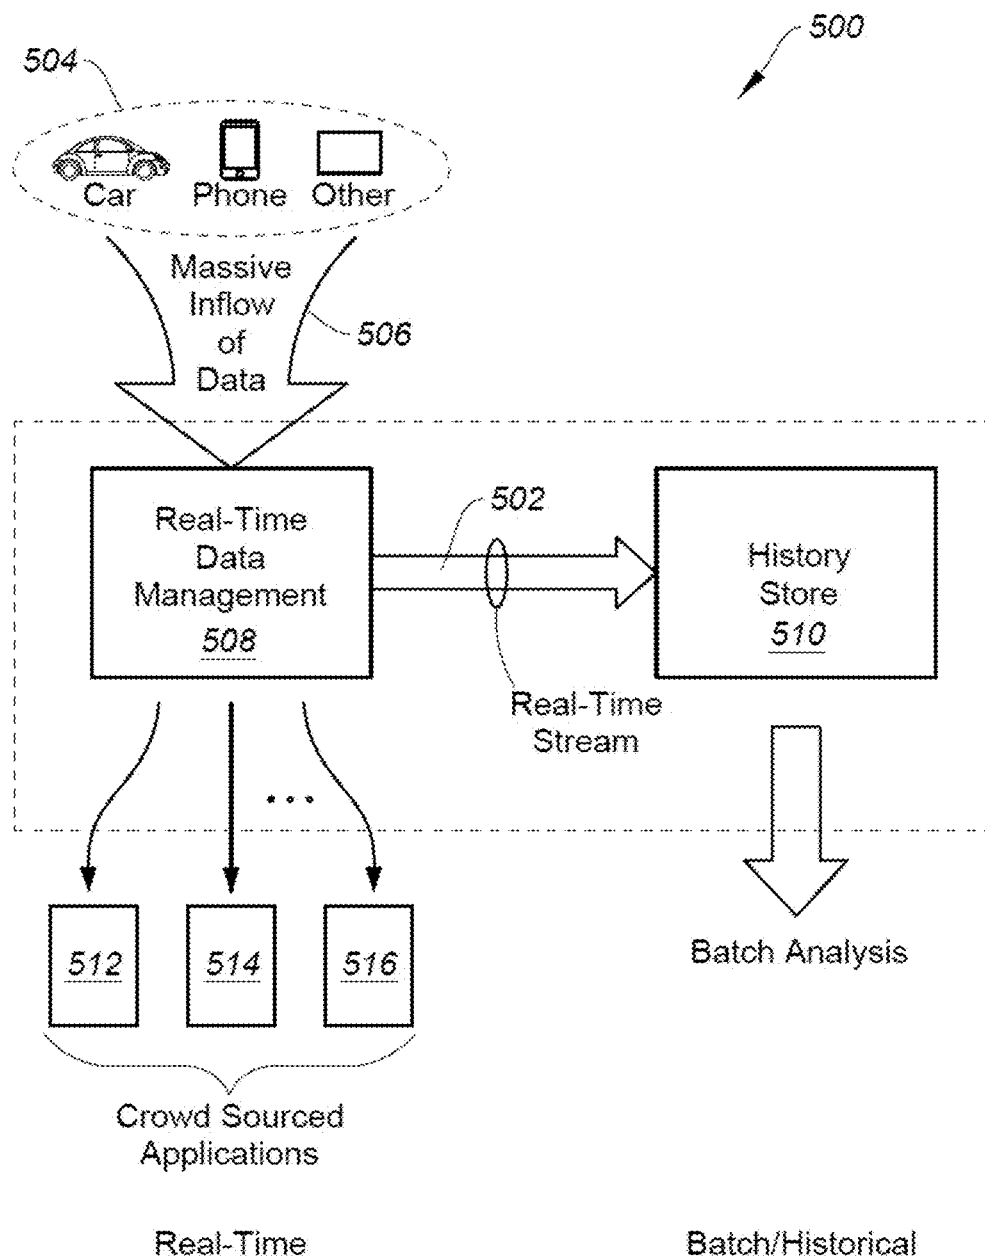 500
504
Car Phone Other
Massive
Inflow
of
Data
506
Real-Time
Data
Management
508
502
History
Store
510
Real-Time
Stream
...
512
514
516
Batch Analysis
Crowd Sourced
Applications
Real-Time
Batch/Historical